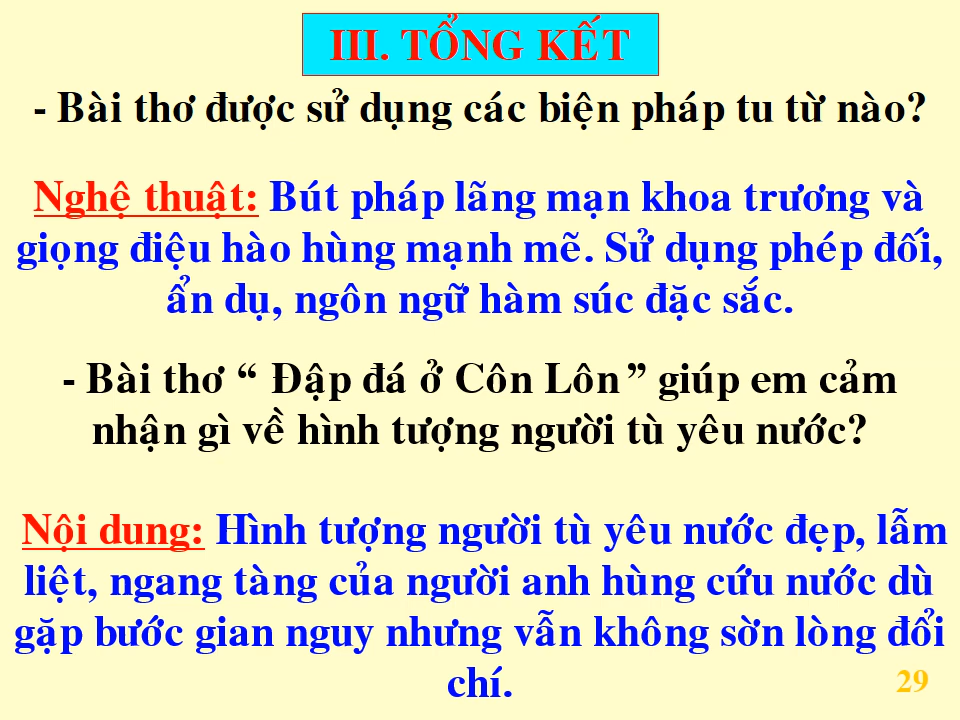 III. TỔNG KẾT
- Bài thơ được sử dụng các biện pháp tu từ nào?
Nghệ thuật: Bút pháp lãng mạn khoa trương và
giọng điệu hào hùng mạnh mẽ. Sử dụng phép đối,
ẩn dụ, ngôn ngữ hàm súc đặc sắc.
- Bài thơ “ Đập đá ở Côn Lôn ” giúp em cảm
nhận gì về hình tượng người tù yêu nước?
Nội dung: Hình tượng người tù yêu nước đẹp, lẫm
liệt, ngang tàng của người anh hùng cứu nước dù
gặp bước gian nguy nhưng vẫn không sờn lòng đổi
chí.
29